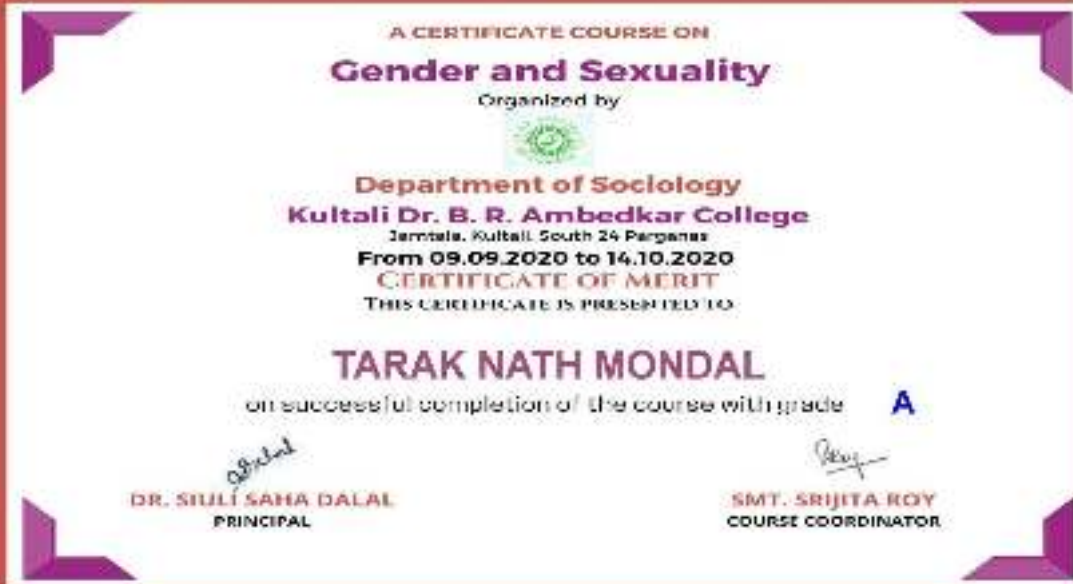 A CERTIFICATE COURSE ON
Gender and Sexuality
Organized by
Department of Sociology
Kultali Dr. B. R. Ambedkar College
Jamtala, Kultali, South 24 Parganas
From 09.09.2020 to 14.10.2020
CERTIFICATE OF MERIT
THIS CERTIFICATE IS PRESENTED TO
TARAK NATH MONDAL
on successful completion of the course with grade A
DR. SIULI SAHA DALAL
PRINCIPAL
SMT. SRIJITA ROY
COURSE COORDINATOR